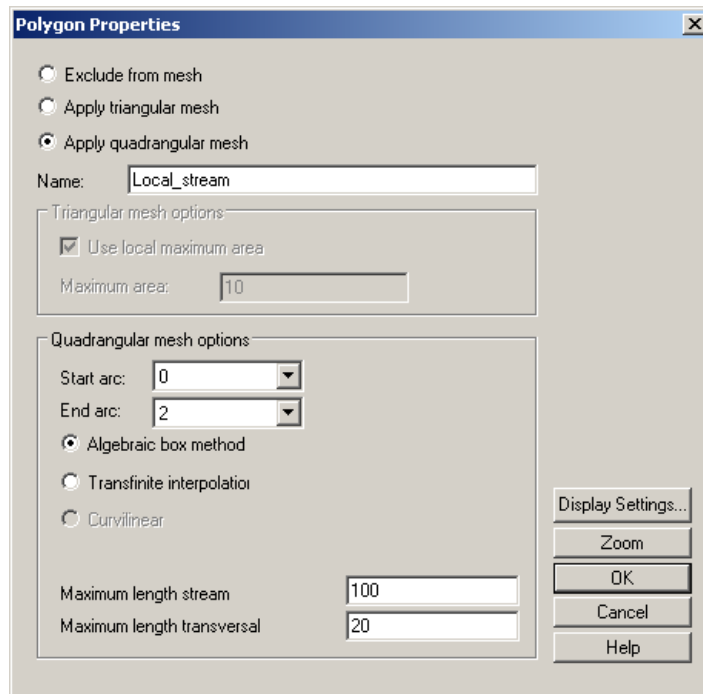 Polygon Properties
Exclude from mesh
Apply triangular mesh
Apply quadrangular mesh
Name: Local_stream
Triangular mesh options
Use local maximum area
Maximum area: 10
Quadrangular mesh options
Start arc: 0
End arc: 2
Algebraic box method
Transfinite interpolation
Curvilinear
Maximum length stream 100
Maximum length transversal 20
Display Settings...
Zoom
OK
Cancel
Help